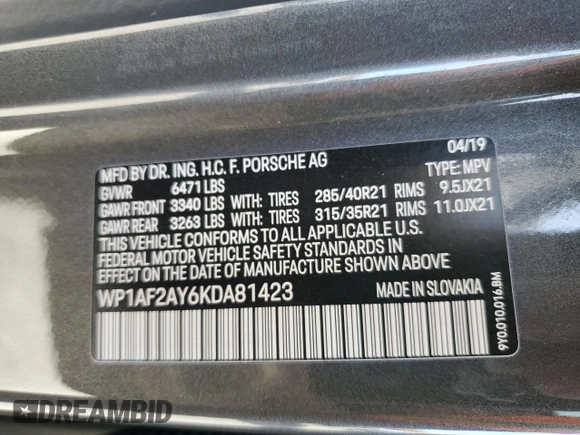 04/19
MFD BY DR. ING. H.C. F. PORSCHE AG TYPE: MPV
GVWR 6471 LBS
GAWR FRONT 3340 LBS WITH: TIRES 285/40R21 RIMS 9.5JX21
GAWR REAR 3263 LBS WITH: TIRES 315/35R21 RIMS 11.0JX21
THIS VEHICLE CONFORMS TO ALL APPLICABLE U.S.
FEDERAL MOTOR VEHICLE SAFETY STANDARDS IN
EFFECT ON THE DATE OF MANUFACTURE SHOWN ABOVE.
WP1AF2AY6KDA81423 MADE IN SLOVAKIA
9Y0.010.016.BM
DREAMBID